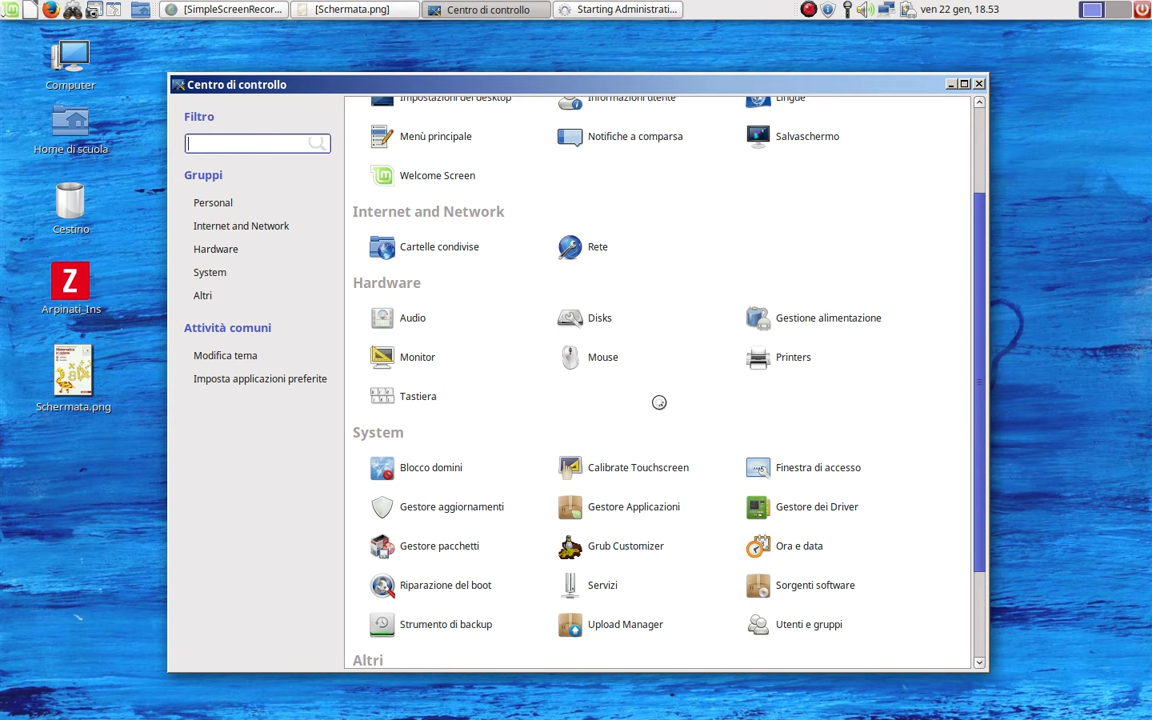 [SimpleScreenRecor...
[Schermata.png]
Centro di controllo
Starting Administrati...
ven 22 gen, 18.53
Computer
Home di scuola
Cestino
Z
Arpinati_Ins
Schermata.png
Centro di controllo
Filtro
Gruppi
Personal
Internet and Network
Hardware
System
Altri
Attività comuni
Modifica tema
Imposta applicazioni preferite
Impostazioni del desktop
Informazioni utente
Lingue
Menù principale
Notifiche a comparsa
Salvaschermo
Welcome Screen
Internet and Network
Cartelle condivise
Rete
Hardware
Audio
Disks
Gestione alimentazione
Monitor
Mouse
Printers
Tastiera
System
Blocco domini
Calibrate Touchscreen
Finestra di accesso
Gestore aggiornamenti
Gestore Applicazioni
Gestore dei Driver
Gestore pacchetti
Grub Customizer
Ora e data
Riparazione del boot
Servizi
Sorgenti software
Strumento di backup
Upload Manager
Utenti e gruppi
Altri